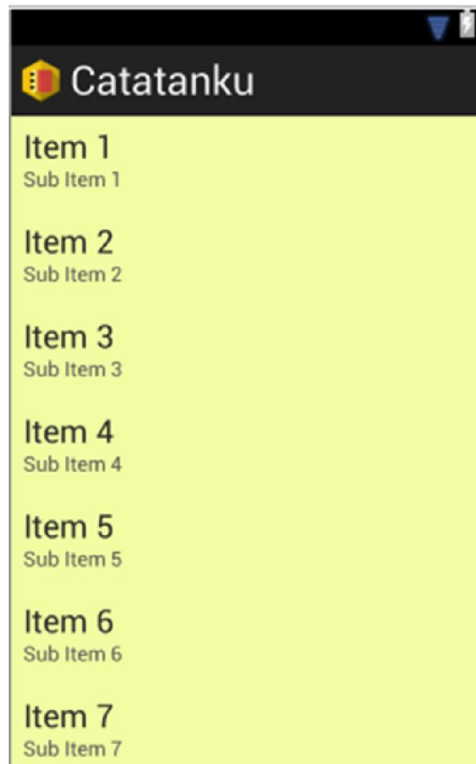 Catatanku
Item 1
Sub Item 1
Item 2
Sub Item 2
Item 3
Sub Item 3
Item 4
Sub Item 4
Item 5
Sub Item 5
Item 6
Sub Item 6
Item 7
Sub Item 7